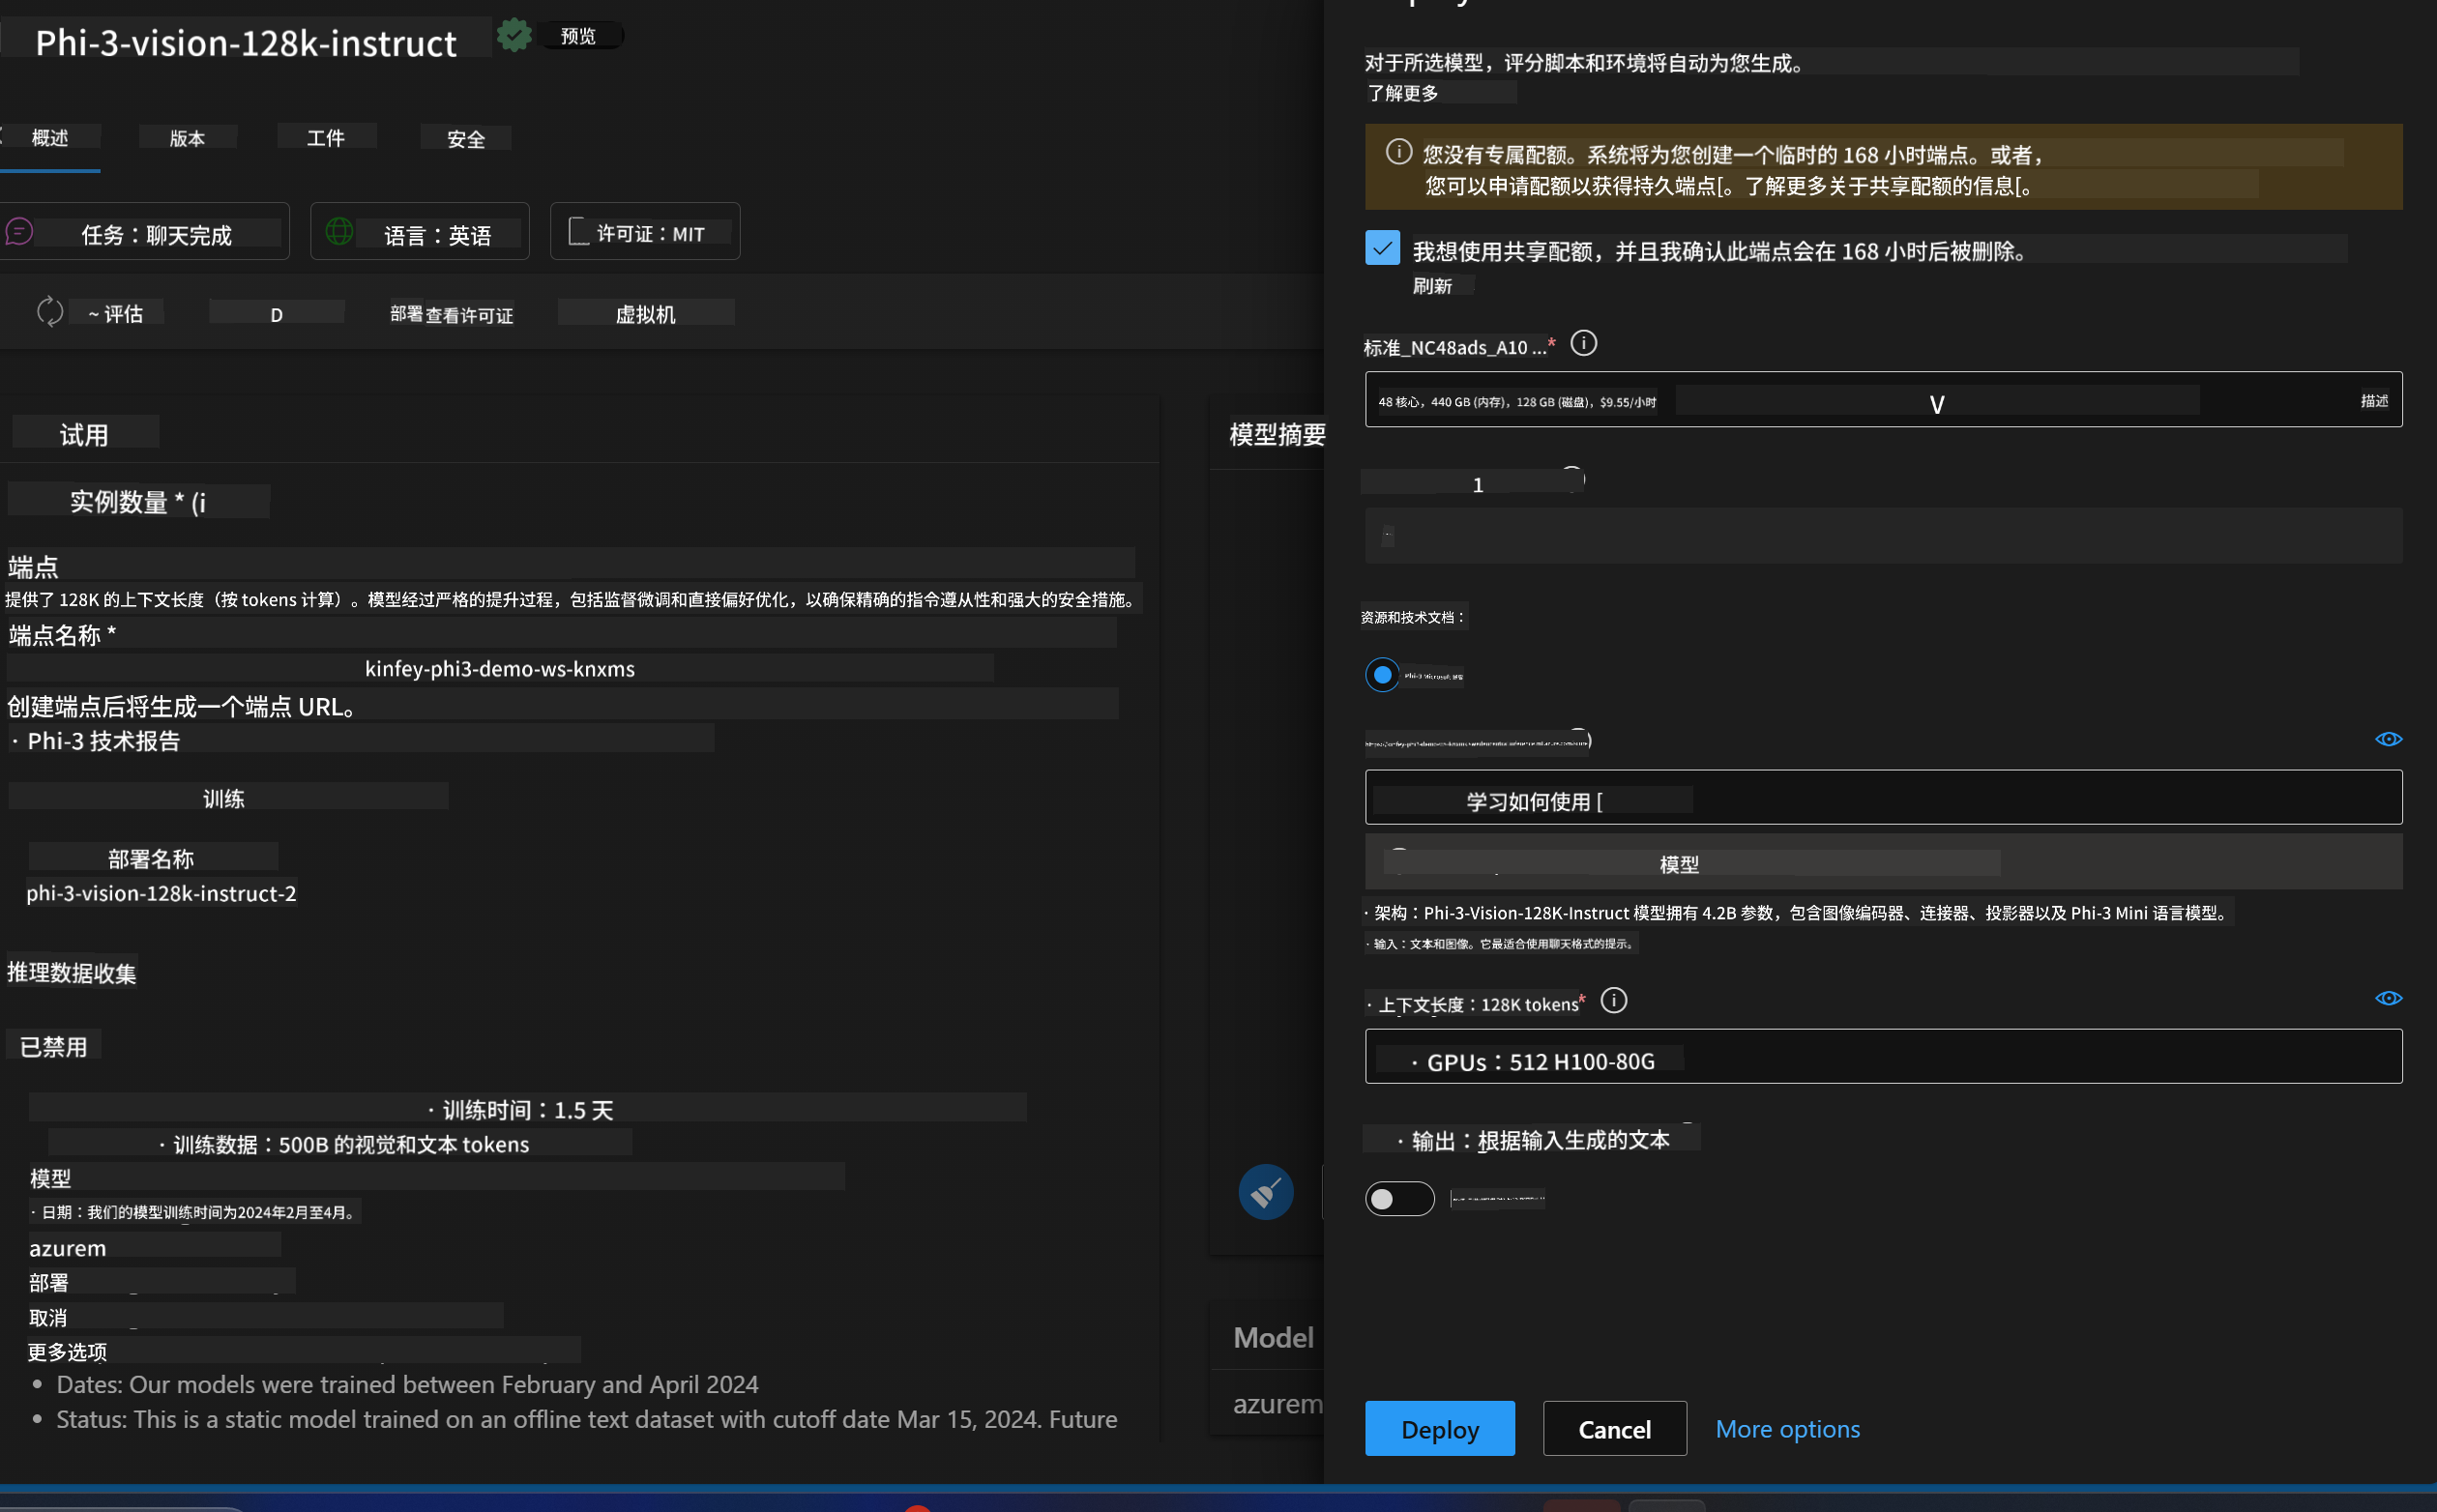 Phi-3-vision-128k-instruct
预览
概述
版本
工件
安全
任务：聊天完成
语言：英语
许可证：MIT
~ 评估
D
部署
查看许可证
虚拟机
试用
实例数量 * (i
端点
提供了 128K 的上下文长度（按 tokens 计算）。模型经过严格的提升过程，包括监督微调和直接偏好优化，以确保精确的指令遵从性和强大的安全措施。
端点名称 *
kinfey-phi3-demo-ws-knxms
创建端点后将生成一个端点 URL。
· Phi-3 技术报告
训练
部署名称
phi-3-vision-128k-instruct-2
推理数据收集
已禁用
· 训练时间：1.5 天
· 训练数据：500B 的视觉和文本 tokens
模型
· 日期：我们的模型训练时间为2024年2月至4月。
azurem
部署
取消
更多选项
• Dates: Our models were trained between February and April 2024
• Status: This is a static model trained on an offline text dataset with cutoff date Mar 15, 2024. Future
模型摘要
Model
azurem
对于所选模型，评分脚本和环境将自动为您生成。
了解更多
您没有专属配额。系统将为您创建一个临时的 168 小时端点。或者，
您可以申请配额以获得持久端点[。了解更多关于共享配额的信息[。
我想使用共享配额，并且我确认此端点会在 168 小时后被删除。
刷新
标准_NC48ads_A10 ...*
48 核心，440 GB (内存)，128 GB (磁盘)，$9.55/小时
V
描述
1
资源和技术文档：
Phi-3 Microsoft 部署
学习如何使用 [
模型
· 架构：Phi-3-Vision-128K-Instruct 模型拥有 4.2B 参数，包含图像编码器、连接器、投影器以及 Phi-3 Mini 语言模型。
· 输入：文本和图像。它最适合使用聊天格式的提示。
· 上下文长度：128K tokens*
· GPUs：512 H100-80G
· 输出：根据输入生成的文本
Deploy
Cancel
More options